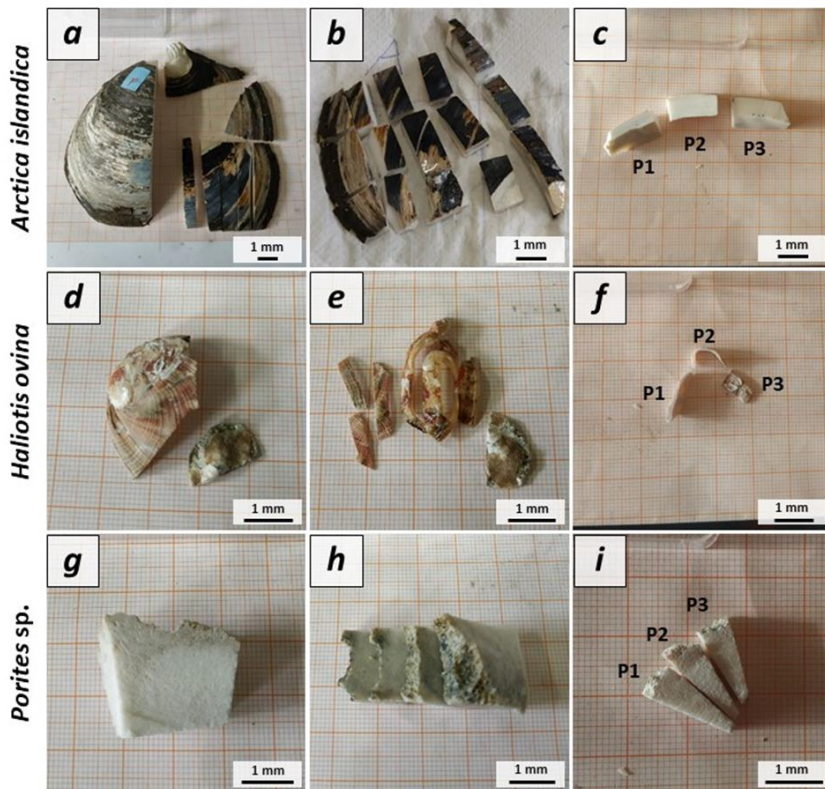 Arctica islandica
a
b
c
P1
P2
P3
1 mm
1 mm
1 mm
Haliotis ovina
d
e
f
P2
P1
P3
1 mm
1 mm
1 mm
Porites sp.
g
h
i
P3
P2
P1
1 mm
1 mm
1 mm